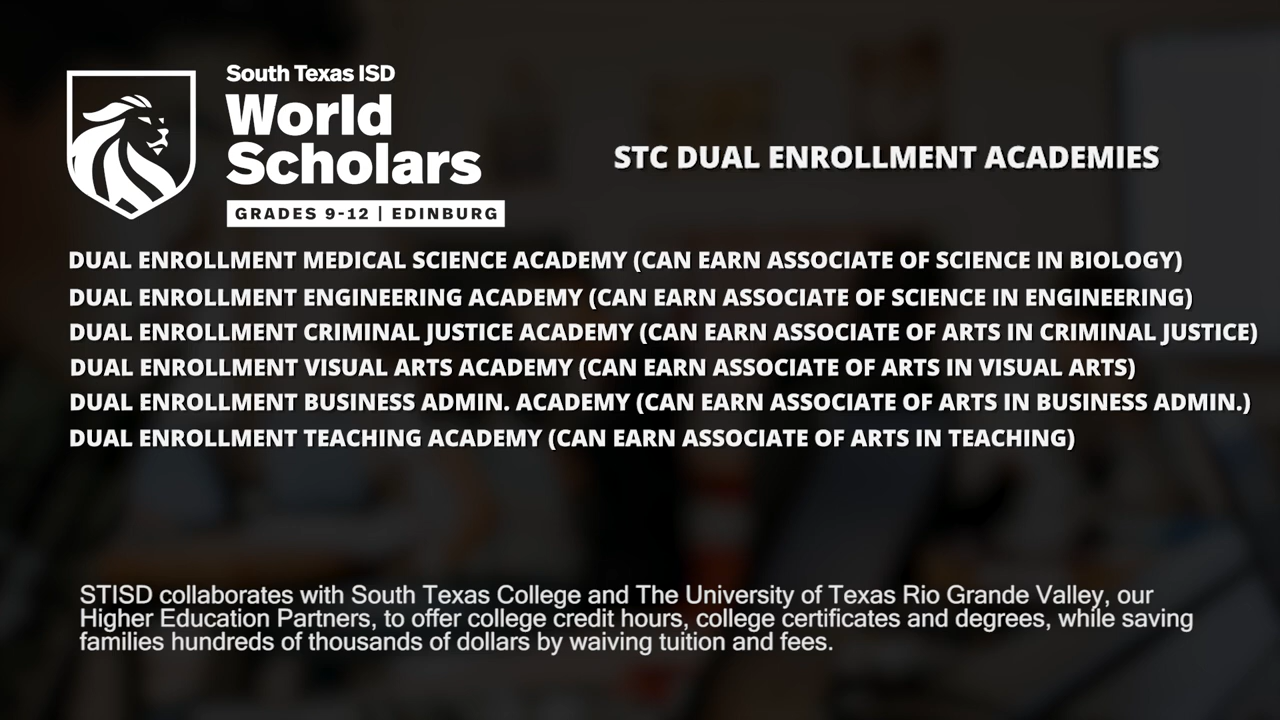 South Texas ISD
World
Scholars
GRADES 9-12 | EDINBURG
STC DUAL ENROLLMENT ACADEMIES
DUAL ENROLLMENT MEDICAL SCIENCE ACADEMY (CAN EARN ASSOCIATE OF SCIENCE IN BIOLOGY)
DUAL ENROLLMENT ENGINEERING ACADEMY (CAN EARN ASSOCIATE OF SCIENCE IN ENGINEERING)
DUAL ENROLLMENT CRIMINAL JUSTICE ACADEMY (CAN EARN ASSOCIATE OF ARTS IN CRIMINAL JUSTICE)
DUAL ENROLLMENT VISUAL ARTS ACADEMY (CAN EARN ASSOCIATE OF ARTS IN VISUAL ARTS)
DUAL ENROLLMENT BUSINESS ADMIN. ACADEMY (CAN EARN ASSOCIATE OF ARTS IN BUSINESS ADMIN.)
DUAL ENROLLMENT TEACHING ACADEMY (CAN EARN ASSOCIATE OF ARTS IN TEACHING)
STISD collaborates with South Texas College and The University of Texas Rio Grande Valley, our
Higher Education Partners, to offer college credit hours, college certificates and degrees, while saving
families hundreds of thousands of dollars by waiving tuition and fees.